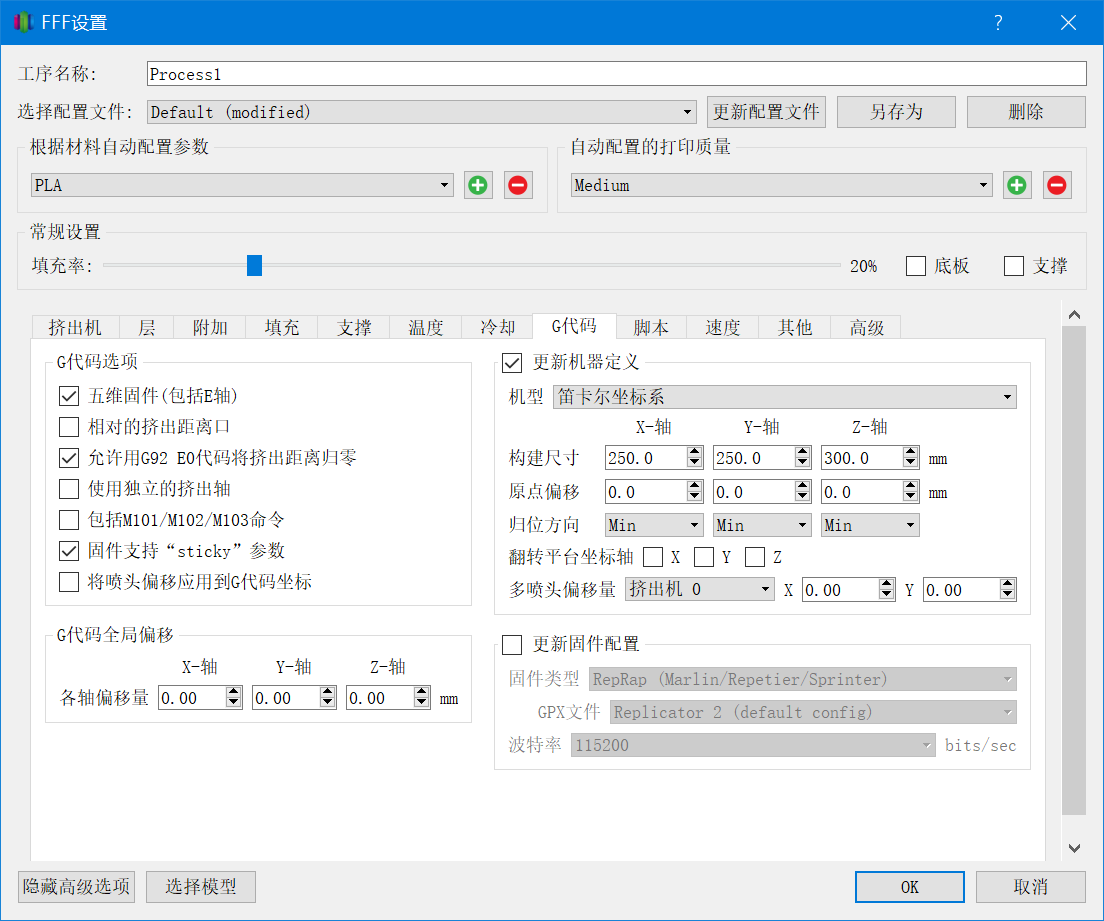 FFF设置
工序名称: Process1
选择配置文件: Default (modified) 更新配置文件 另存为 删除
根据材料自动配置参数 自动配置的打印质量
PLA Medium
常规设置
填充率: 20% 底板 支撑
挤出机 层 附加 填充 支撑 温度 冷却 G代码 脚本 速度 其他 高级
G代码选项
五维固件(包括E轴)
相对的挤出距离口
允许用G92 E0代码将挤出距离归零
使用独立的挤出轴
包括M101/M102/M103命令
固件支持“sticky”参数
将喷头偏移应用到G代码坐标
G代码全局偏移
X-轴 Y-轴 Z-轴
各轴偏移量 0.00 0.00 0.00 mm
更新机器定义
机型 笛卡尔坐标系
X-轴 Y-轴 Z-轴
构建尺寸 250.0 250.0 300.0 mm
原点偏移 0.0 0.0 0.0 mm
归位方向 Min Min Min
翻转平台坐标轴 X Y Z
多喷头偏移量 挤出机 0 X 0.00 Y 0.00
更新固件配置
固件类型 RepRap (Marlin/Repetier/Sprinter)
GPX文件 Replicator 2 (default config)
波特率 115200 bits/sec
隐藏高级选项 选择模型 OK 取消